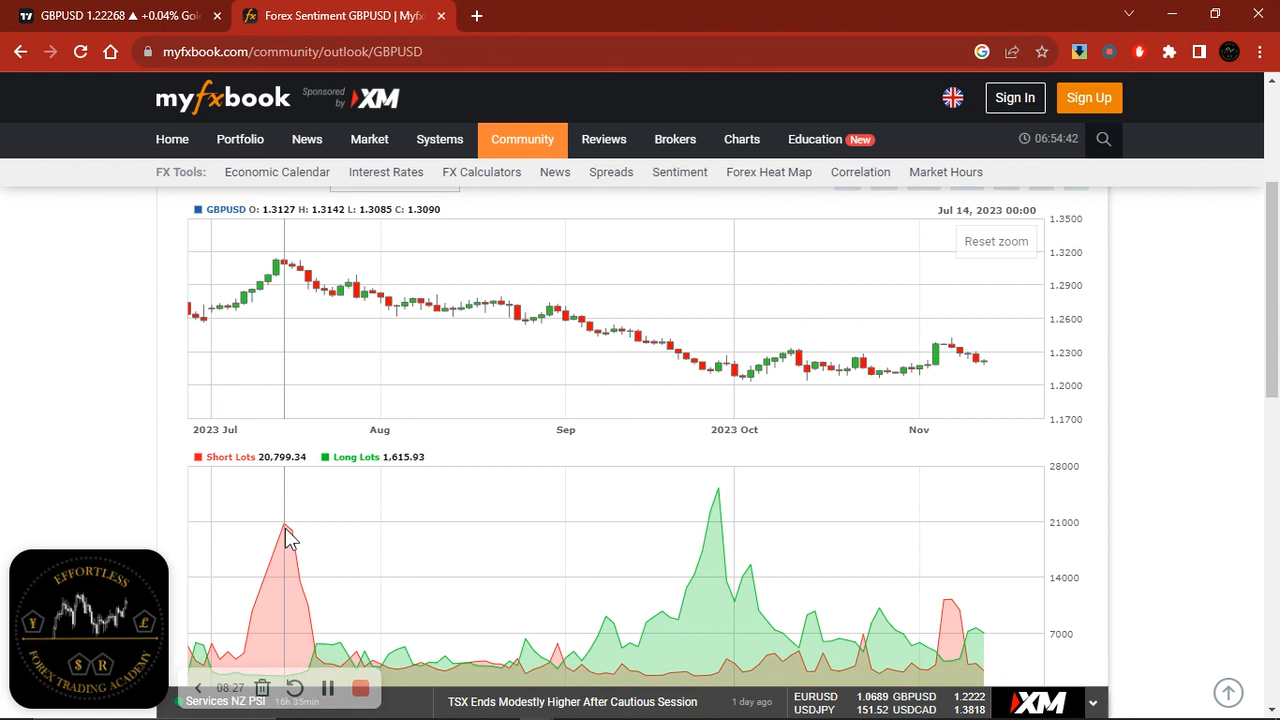 GBPUSD 1.22268 ▲ +0.04% Gol
Forex Sentiment GBPUSD | Myfx
myfxbook.com/community/outlook/GBPUSD
myfxbook Sponsored by XM
Sign In
Sign Up
Home Portfolio News Market Systems Community Reviews Brokers Charts Education New 06:54:42
FX Tools: Economic Calendar Interest Rates FX Calculators News Spreads Sentiment Forex Heat Map Correlation Market Hours
GBPUSD O: 1.3127 H: 1.3142 L: 1.3085 C: 1.3090
Jul 14, 2023 00:00
Reset zoom
1.3500
1.3200
1.2900
1.2600
1.2300
1.2000
1.1700
2023 Jul Aug Sep 2023 Oct Nov
Short Lots 20,799.34 Long Lots 1,615.93
28000
21000
14000
7000
EFFORTLESS
¥ £
$ R
FOREX TRADING ACADEMY
08:27
Services NZ PSI 16h 35min
TSX Ends Modestly Higher After Cautious Session 1 day ago
EURUSD 1.0689 GBPUSD 1.2222
USDJPY 151.52 USDCAD 1.3818
XM